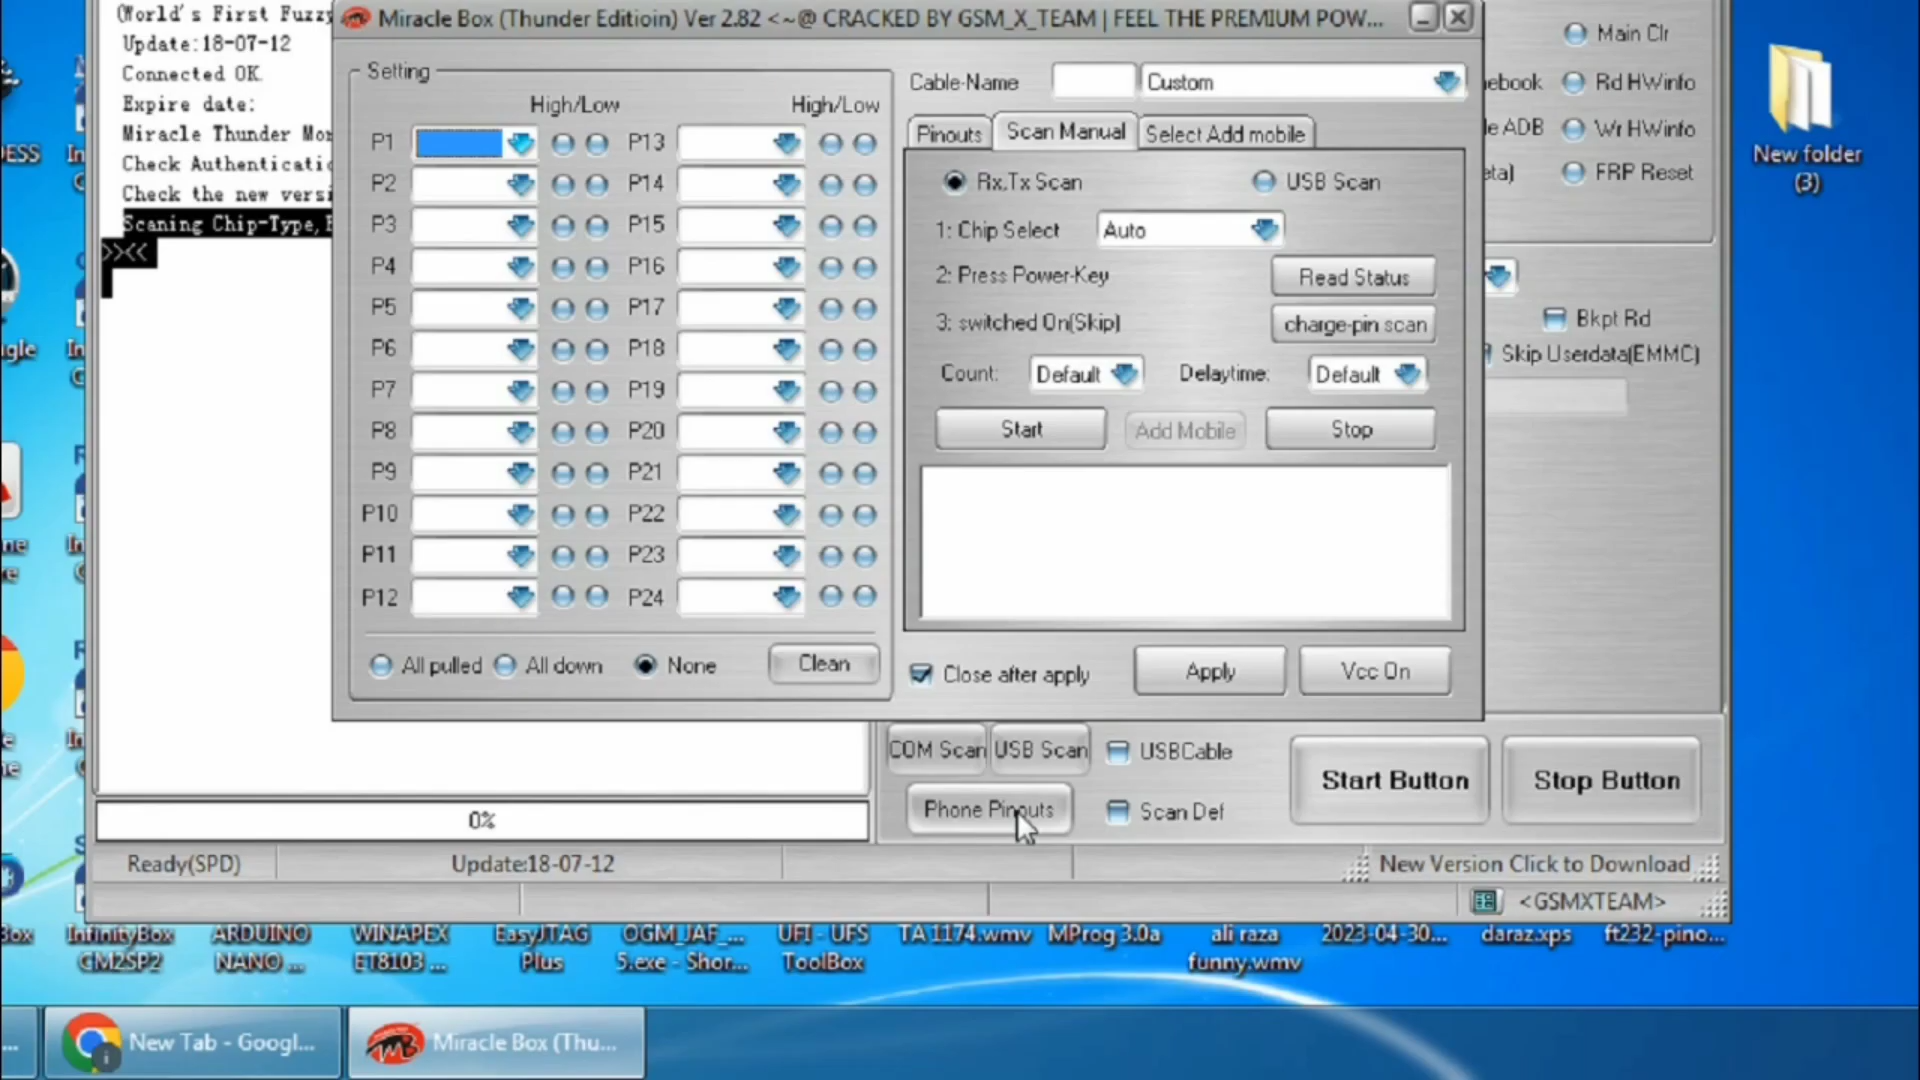 (World's First Fuzzy
Update:18-07-12
Connected OK.
Expire date:
Miracle Thunder Mon
Check Authenticatio
Check the new versi
Scaning Chip-Type,
>><<
Miracle Box (Thunder Editioin) Ver 2.82 <~@ CRACKED BY GSM_X_TEAM | FEEL THE PREMIUM POW...
Setting
High/Low High/Low
P1 P13
P2 P14
P3 P15
P4 P16
P5 P17
P6 P18
P7 P19
P8 P20
P9 P21
P10 P22
P11 P23
P12 P24
All pulled All down None Clean
Cable-Name Custom
Pinouts Scan Manual Select Add mobile
Rx,Tx Scan USB Scan
1: Chip Select Auto
2: Press Power-Key Read Status
3: switched On(Skip) charge-pin scan
Count: Default Delaytime: Default
Start Add Mobile Stop
Close after apply Apply Vcc On
Main Clr
ebook Rd HWinfo
le ADB Wr HWinfo
eta) FRP Reset
Bkpt Rd
Skip Userdata(EMMC)
COM Scan USB Scan USBCable
Phone Pinouts Scan Def
Start Button Stop Button
0%
Ready(SPD) Update:18-07-12 New Version Click to Download
<GSMXTEAM>
New folder
(3)
DESS
gle
Box
InfinityBox
CM2SP2
ARDUINO
NANO ...
WINAPEX
ET8103 ...
EasyJTAG
Plus
OGM_JAF_...
5.exe - Shor...
UFI - UFS
ToolBox
TA 1174.wmv
MProg 3.0a
ali raza
funny.wmv
2023-04-30...
daraz.xps
ft232-pino...
New Tab - Googl...
Miracle Box (Thu...